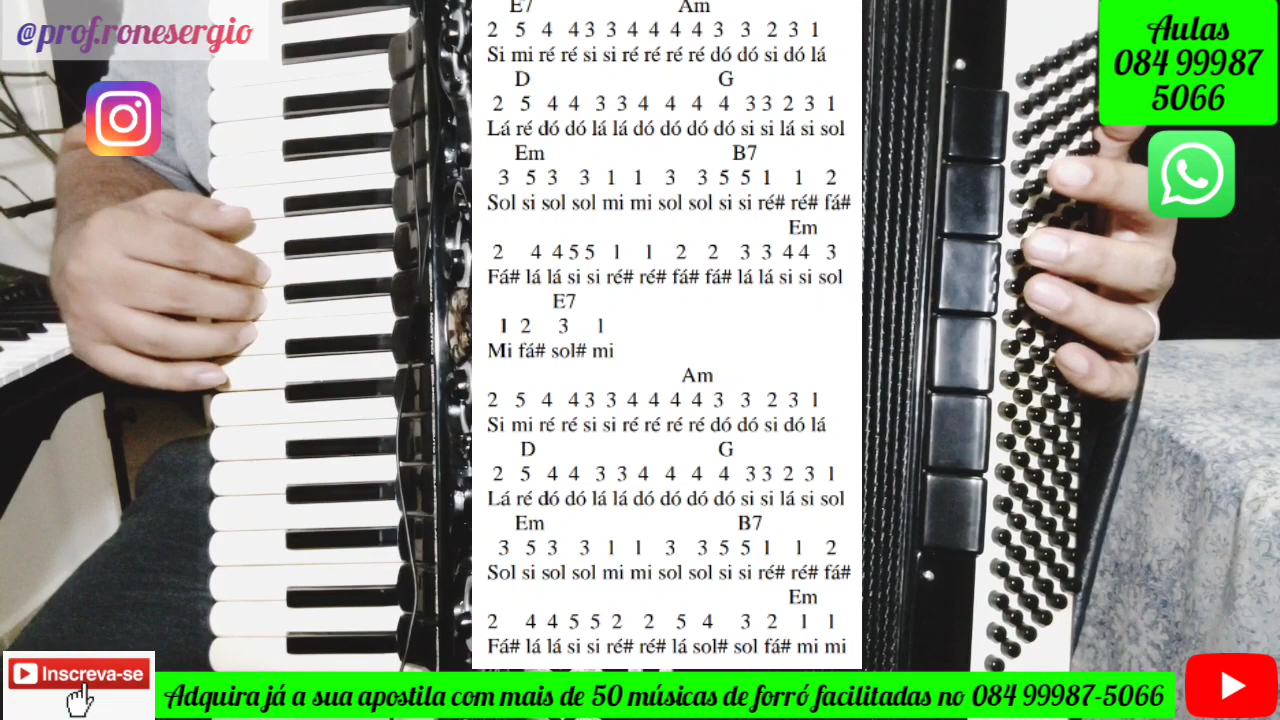 @prof.ronesergio
E7 Am
2 5 4 4 3 3 4 4 4 4 3 3 2 3 1
Si mi ré ré si si ré ré ré ré dó dó si dó lá
D G
2 5 4 4 3 3 4 4 4 4 3 3 2 3 1
Lá ré dó dó lá lá dó dó dó dó si si lá si sol
Em B7
3 5 3 3 1 1 3 3 5 5 1 1 2
Sol si sol sol mi mi sol sol si si ré# ré# fá#
Em
2 4 4 5 5 1 1 2 2 3 3 4 4 3
Fá# lá lá si si ré# ré# fá# fá# lá lá si si sol
E7
1 2 3 1
Mi fá# sol# mi
Am
2 5 4 4 3 3 4 4 4 4 3 3 2 3 1
Si mi ré ré si si ré ré ré ré dó dó si dó lá
D G
2 5 4 4 3 3 4 4 4 4 3 3 2 3 1
Lá ré dó dó lá lá dó dó dó dó si si lá si sol
Em B7
3 5 3 3 1 1 3 3 5 5 1 1 2
Sol si sol sol mi mi sol sol si si ré# ré# fá#
Em
2 4 4 5 5 2 2 5 4 3 2 1 1
Fá# lá lá si si ré# ré# lá sol# sol fá# mi mi
Aulas
084 99987
5066
Inscreva-se
Adquira já a sua apostila com mais de 50 músicas de forró facilitadas no 084 99987-5066